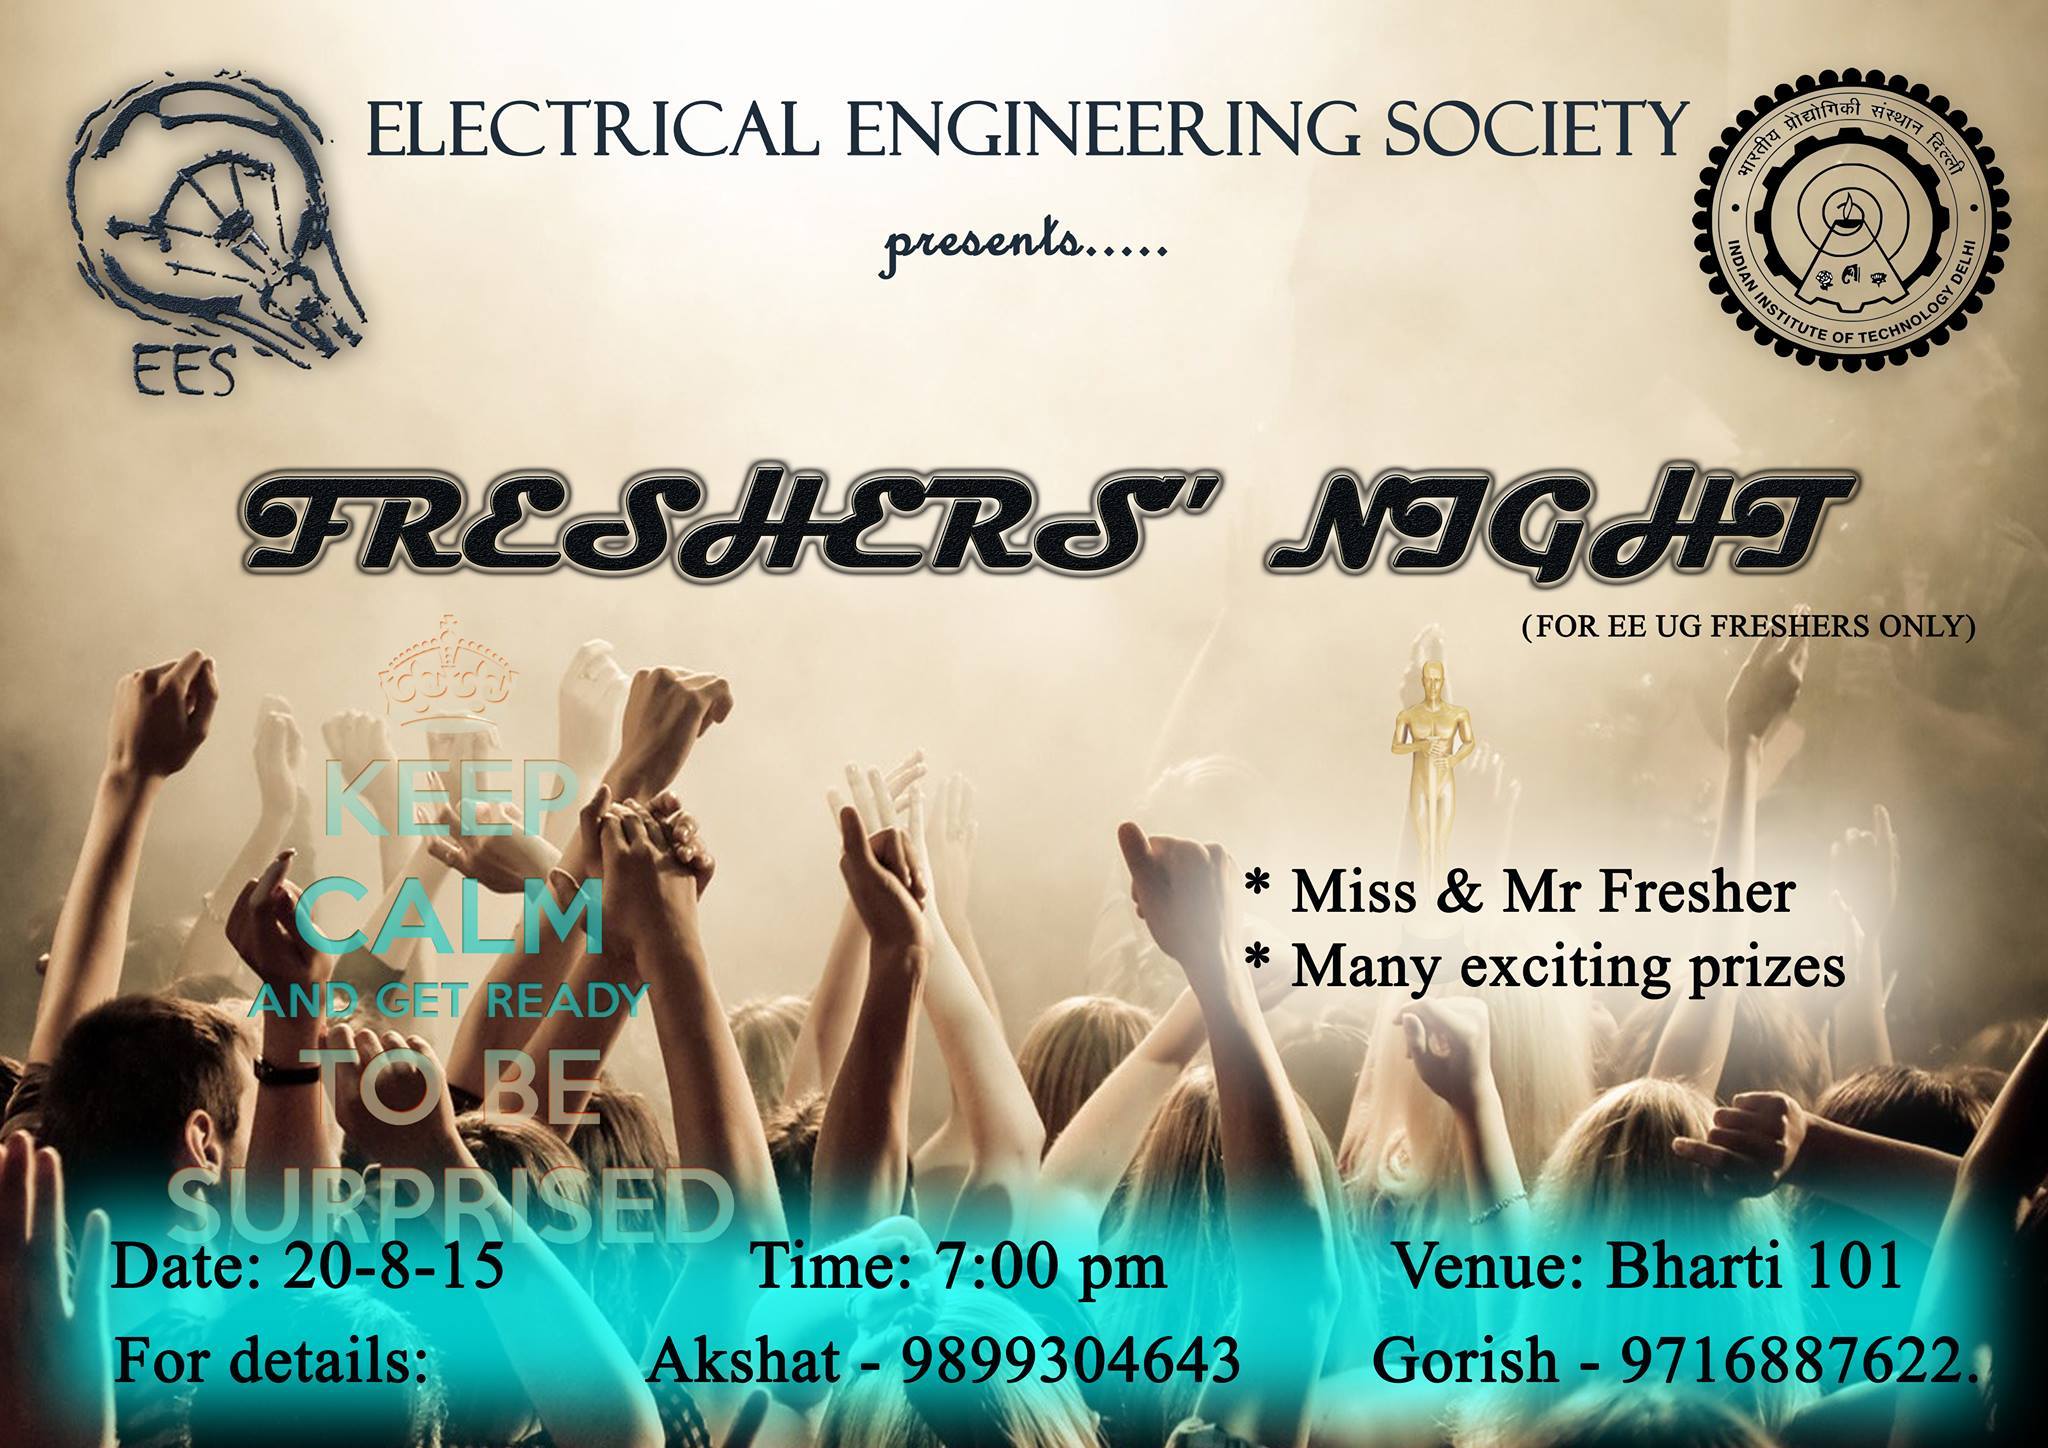 ELECTRICAL ENGINEERING SOCIETY
presents.....
EES
भारतीय प्रोद्योगिकी संस्थान दिल्ली
INDIAN INSTITUTE OF TECHNOLOGY DELHI
FRESHERS' NIGHT
(FOR EE UG FRESHERS ONLY)
KEEP
CALM
AND GET READY
TO BE
SURPRISED
* Miss & Mr Fresher
* Many exciting prizes
Date: 20-8-15 Time: 7:00 pm Venue: Bharti 101
For details: Akshat - 9899304643 Gorish - 9716887622.